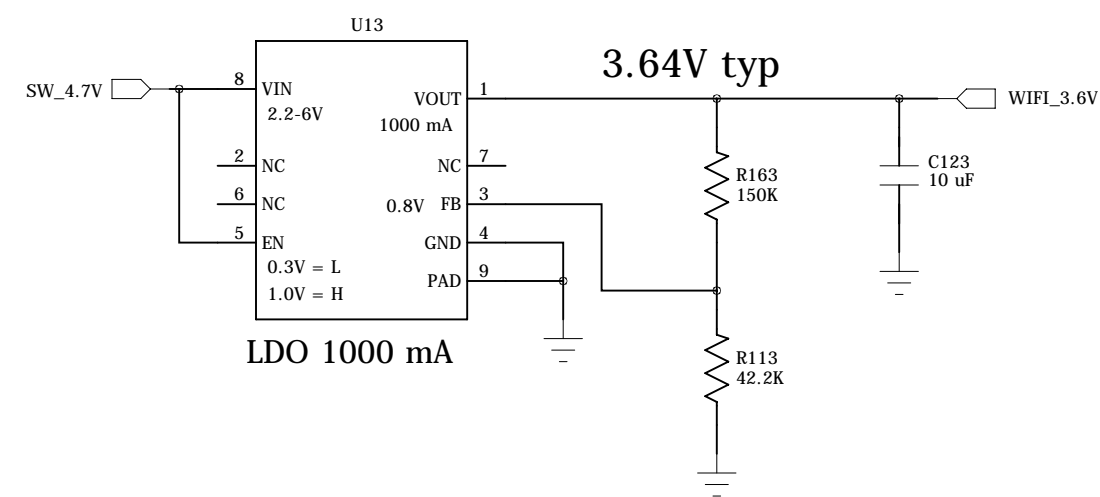 U13
3.64V typ
SW_4.7V
8
VIN
2.2-6V
VOUT
1
1000 mA
WIFI_3.6V
2
NC
NC
7
R163
150K
C123
10 uF
6
NC
0.8V
FB
3
5
EN
GND
4
0.3V = L
1.0V = H
PAD
9
LDO 1000 mA
R113
42.2K